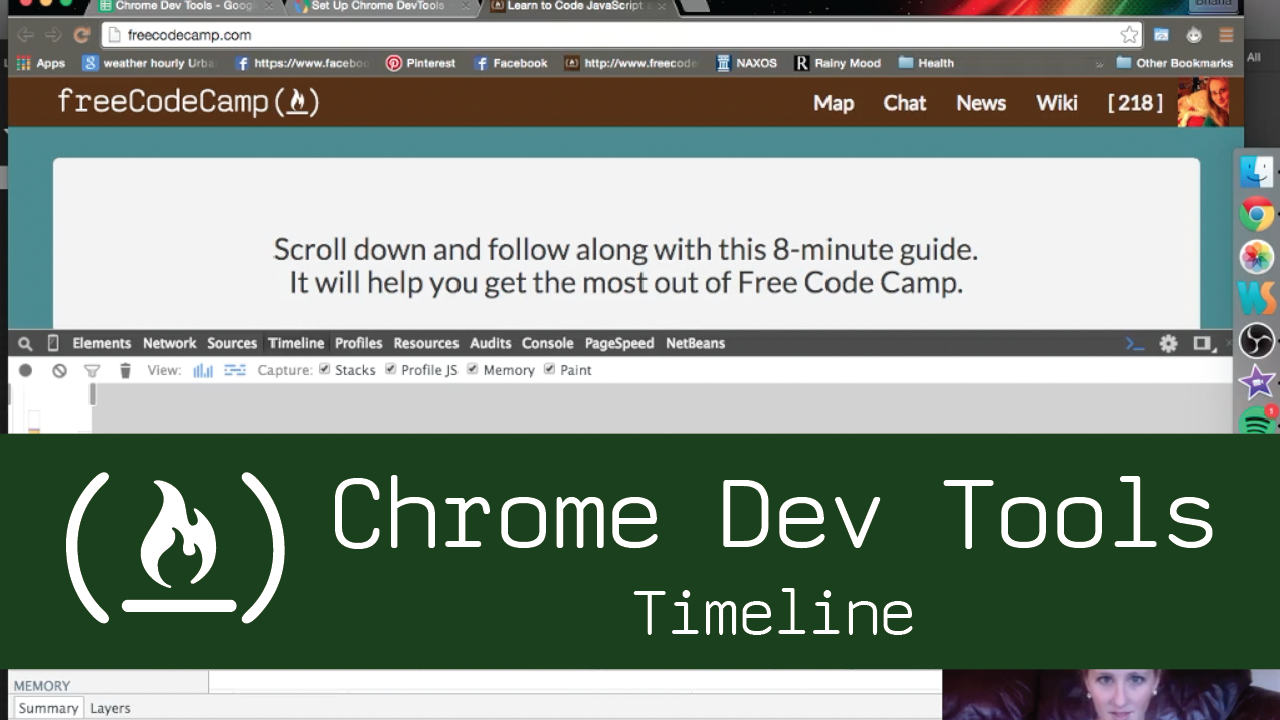 Chrome Dev Tools - Goog
Set Up Chrome DevTools
Learn to Code JavaScript a
Briana
freecodecamp.com
Apps
weather hourly Urba
https://www.facebo
Pinterest
Facebook
http://www.freecode
NAXOS
Rainy Mood
Health
»
Other Bookmarks
All
freeCodeCamp(
)
Map Chat News Wiki [ 218 ]
Scroll down and follow along with this 8-minute guide.
It will help you get the most out of Free Code Camp.
Elements Network Sources Timeline Profiles Resources Audits Console PageSpeed NetBeans
View: Capture: Stacks Profile JS Memory Paint
1
Chrome Dev Tools
Timeline
MEMORY
Summary Layers